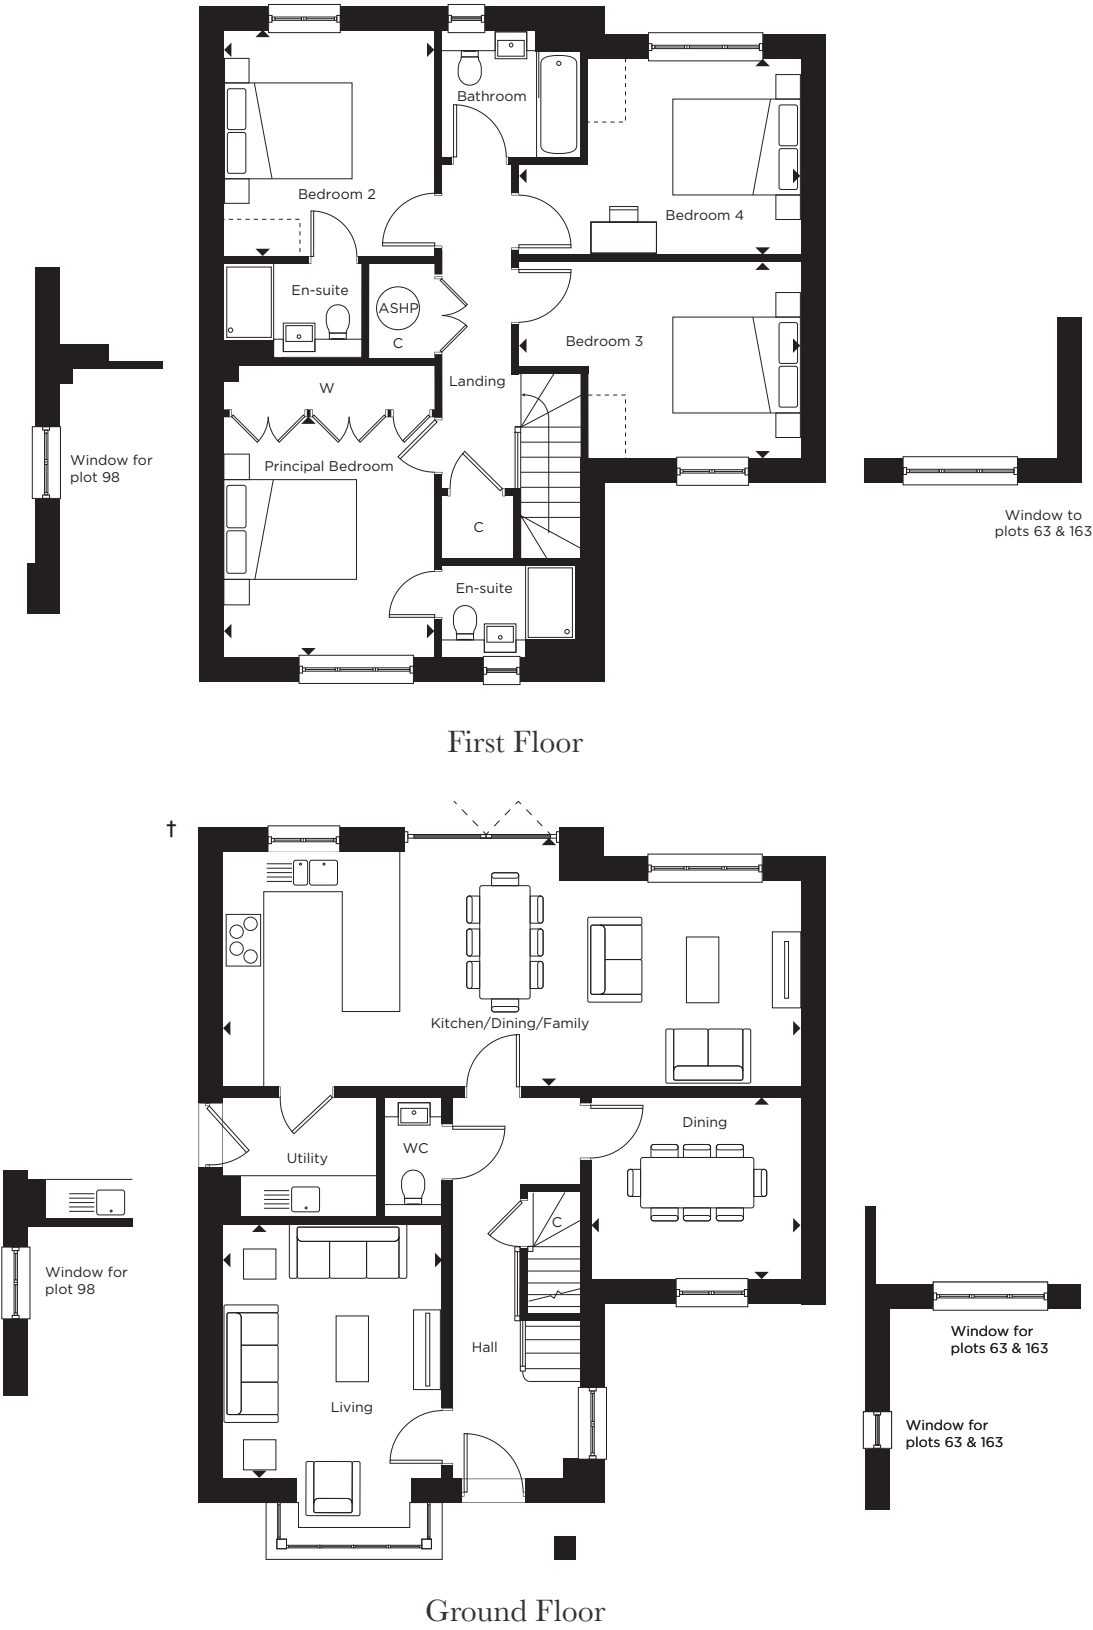 Bathroom
Bedroom 2
Bedroom 4
En-suite
ASHP
C
Bedroom 3
W
Landing
Principal Bedroom
C
En-suite
Window for
plot 98
Window to
plots 63 & 163
First Floor
†
Kitchen/Dining/Family
Dining
WC
Utility
C
Hall
Living
Window for
plot 98
Window for
plots 63 & 163
Window for
plots 63 & 163
Ground Floor